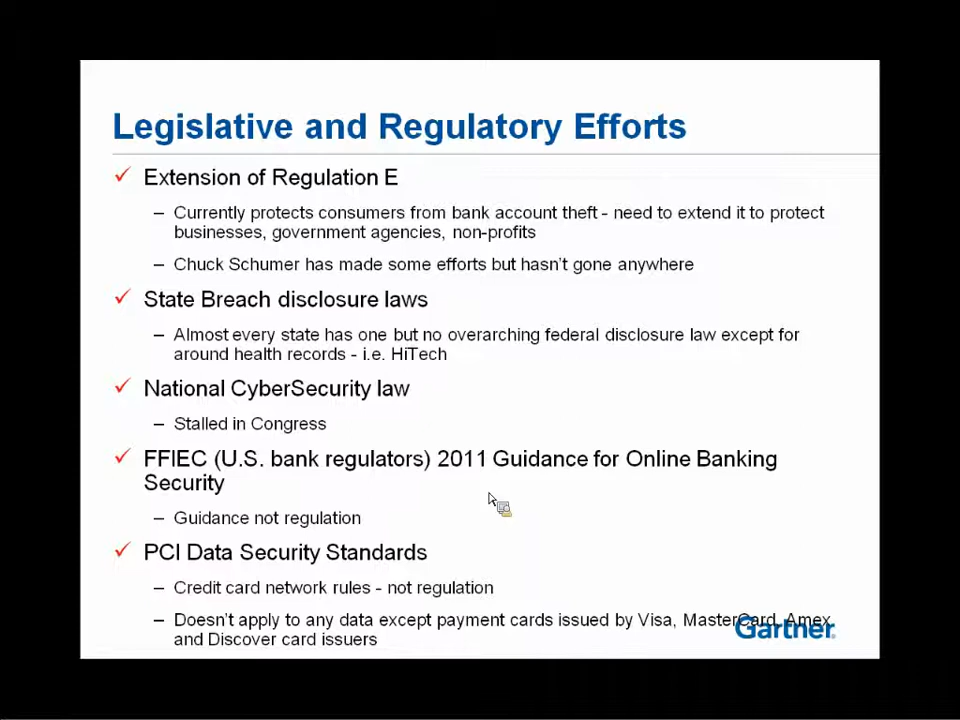 Legislative and Regulatory Efforts
✓ Extension of Regulation E
– Currently protects consumers from bank account theft - need to extend it to protect
businesses, government agencies, non-profits
– Chuck Schumer has made some efforts but hasn't gone anywhere
✓ State Breach disclosure laws
– Almost every state has one but no overarching federal disclosure law except for
around health records - i.e. HiTech
✓ National CyberSecurity law
– Stalled in Congress
✓ FFIEC (U.S. bank regulators) 2011 Guidance for Online Banking
Security
– Guidance not regulation
✓ PCI Data Security Standards
– Credit card network rules - not regulation
– Doesn't apply to any data except payment cards issued by Visa, MasterCard, Amex
and Discover card issuers
Gartner